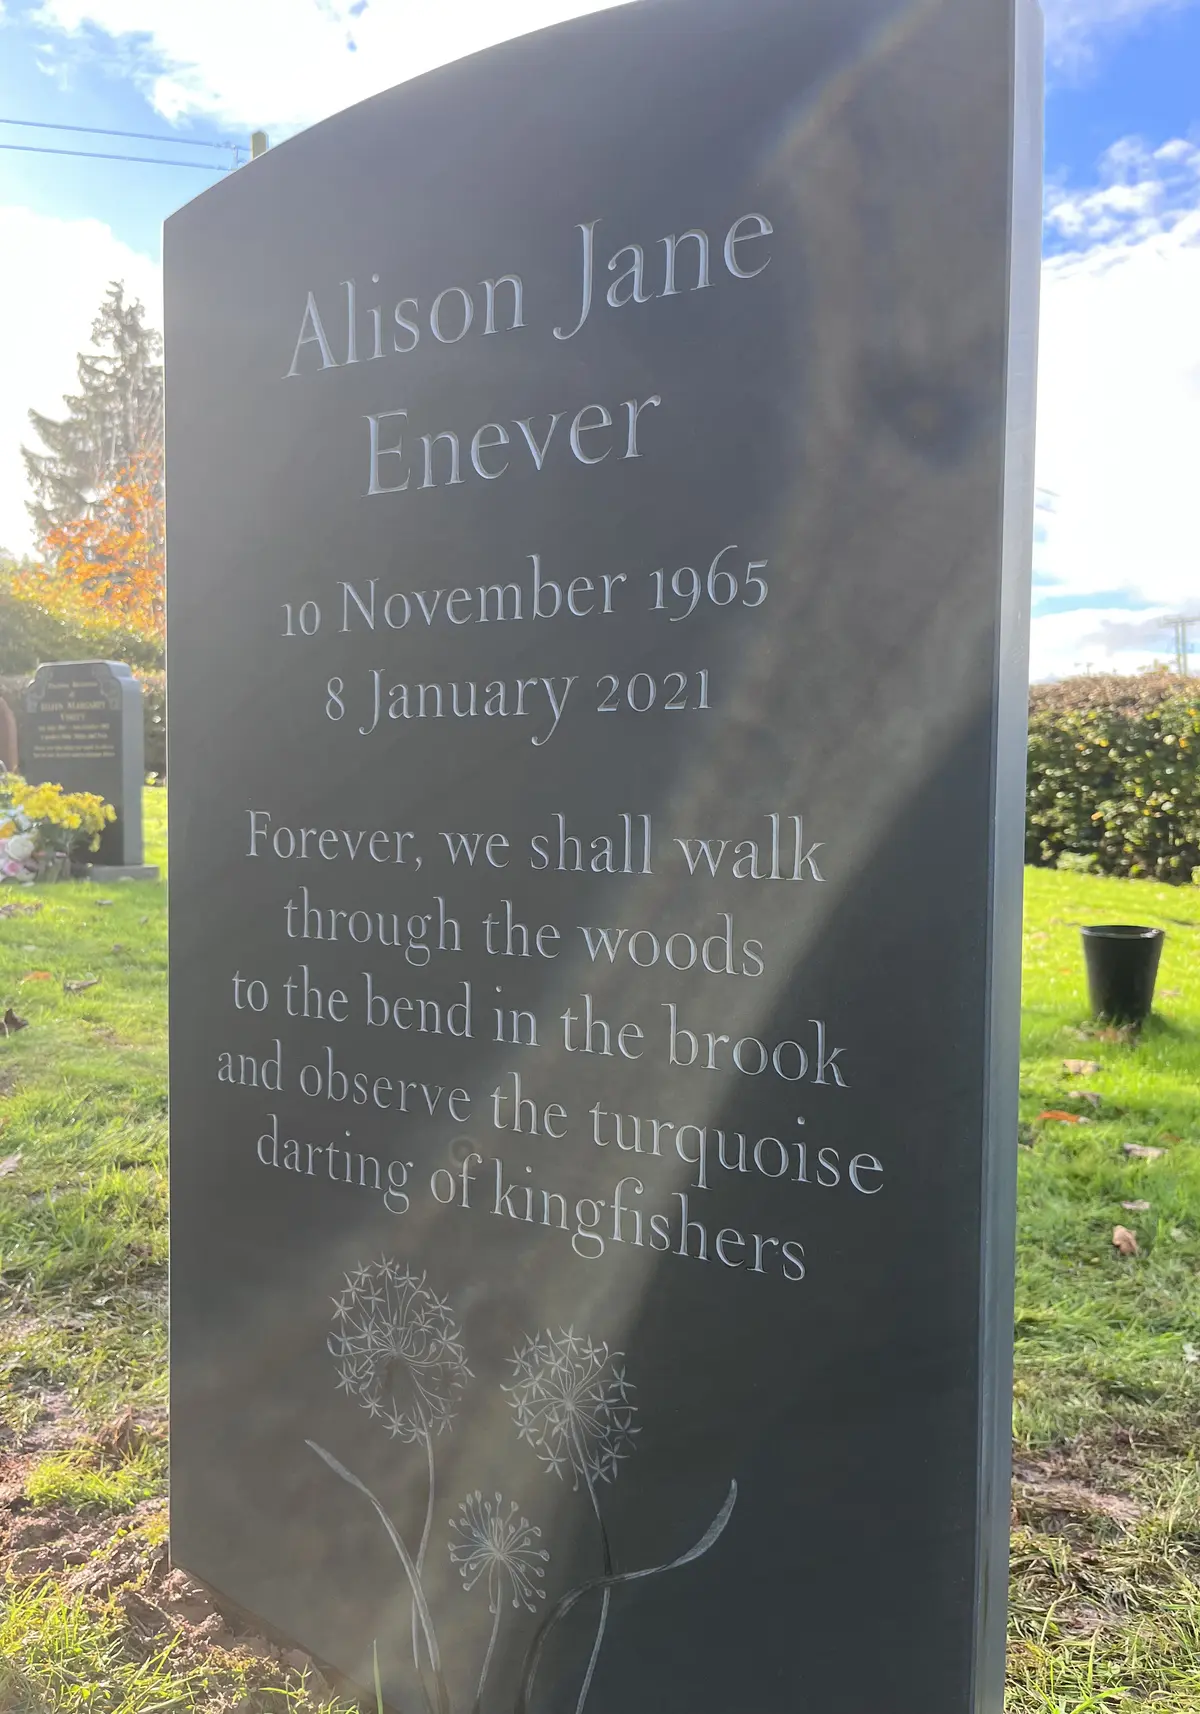 Alison Jane
Enever
10 November 1965
8 January 2021
Forever, we shall walk
through the woods
to the bend in the brook
and observe the turquoise
darting of kingfishers